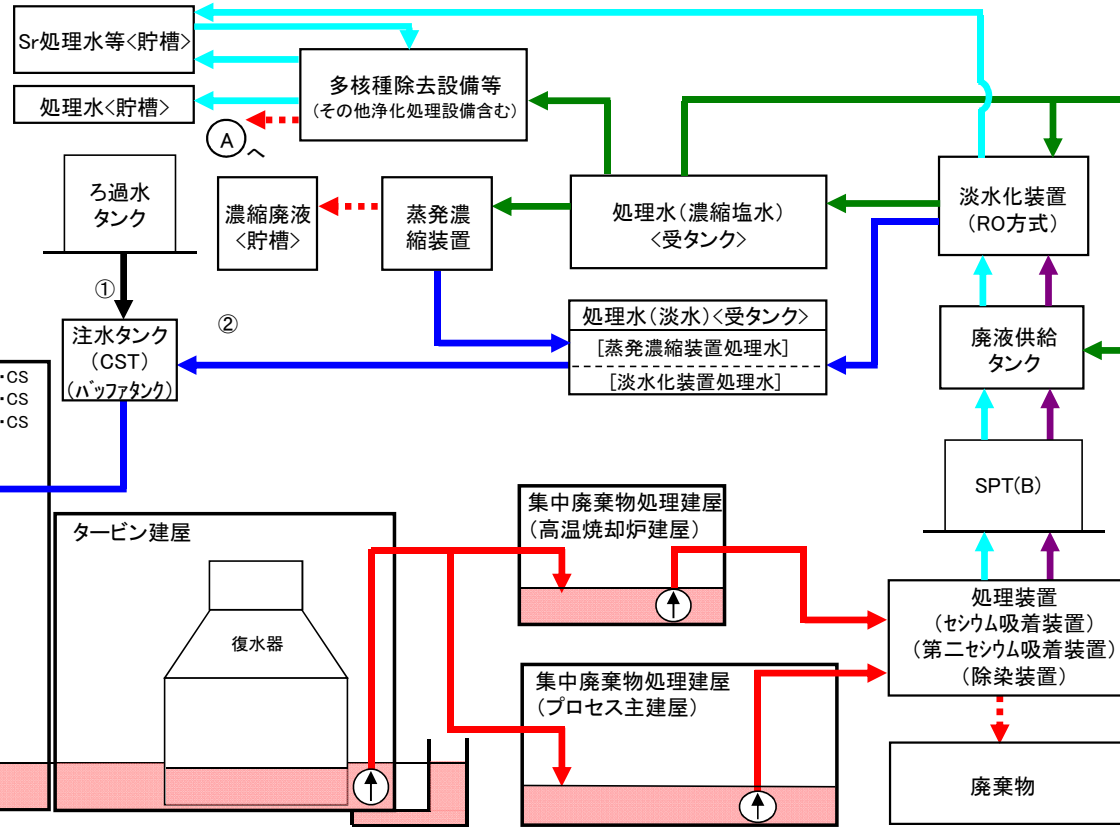 Sr処理水等<貯槽>
処理水<貯槽>
多核種除去設備等
(その他浄化処理設備含む)
A
へ
ろ過水
タンク
濃縮廃液
<貯槽>
蒸発濃
縮装置
処理水(濃縮塩水)
<受タンク>
淡水化装置
(RO方式)
①
②
注水タンク
(CST)
(バッファタンク)
処理水(淡水)<受タンク>
[蒸発濃縮装置処理水]
[淡水化装置処理水]
廃液供給
タンク
・CS
・CS
・CS
SPT(B)
タービン建屋
復水器
集中廃棄物処理建屋
(高温焼却炉建屋)
集中廃棄物処理建屋
(プロセス主建屋)
処理装置
(セシウム吸着装置)
(第二セシウム吸着装置)
(除染装置)
廃棄物